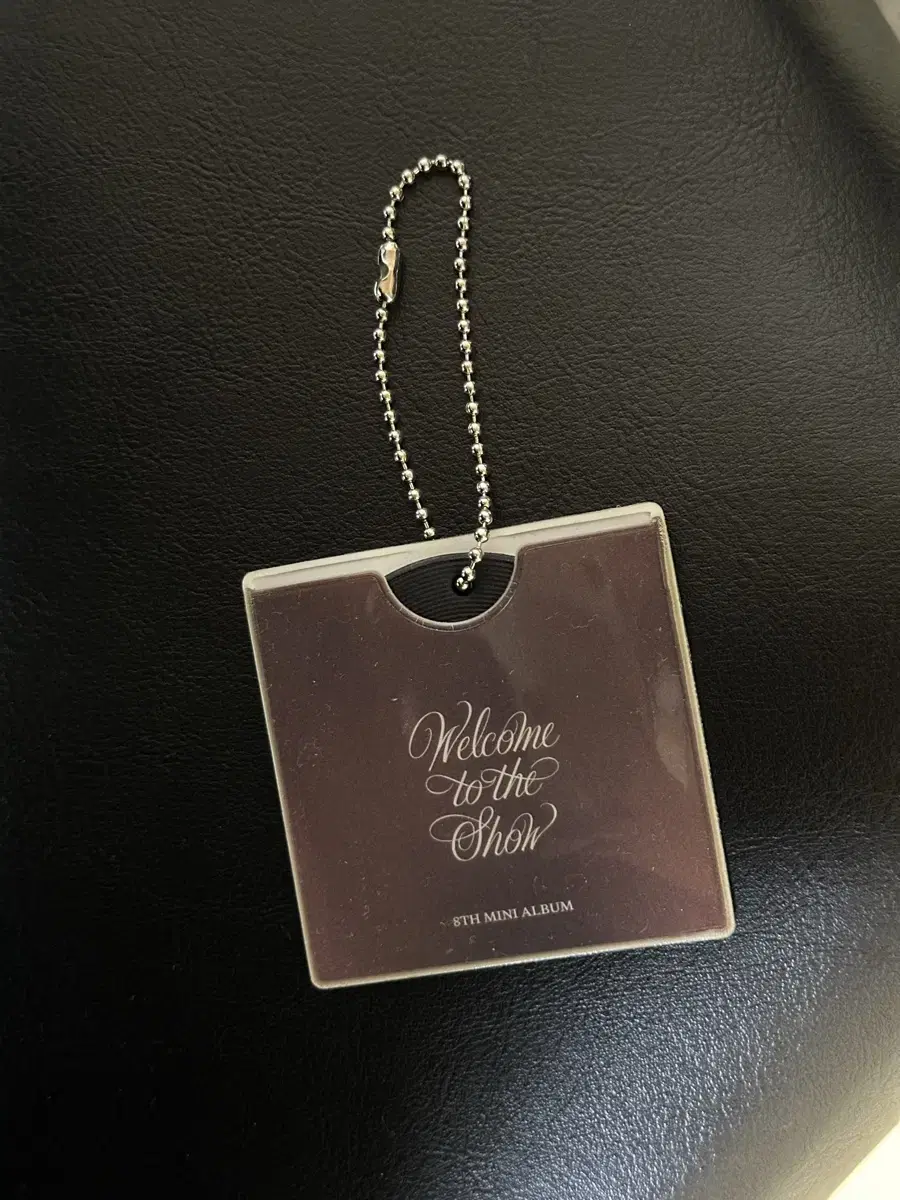 Welcome
to the
Show
8TH MINI ALBUM